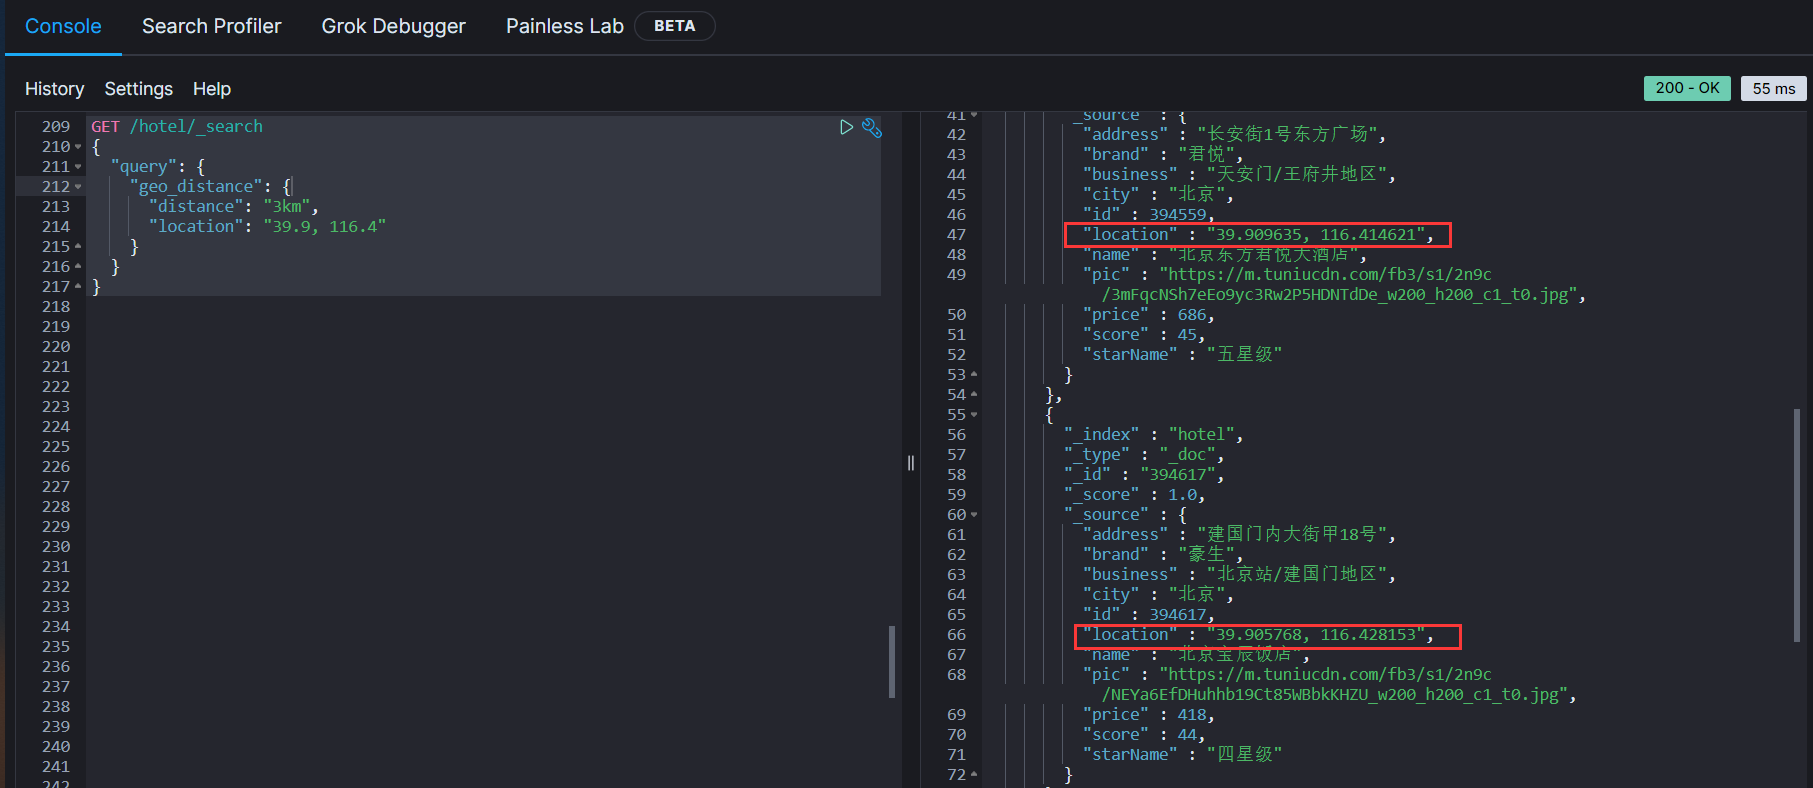 Console Search Profiler Grok Debugger Painless Lab BETA
History Settings Help 200 - OK 55 ms
209 GET /hotel/_search
210 {
211 "query": {
212 "geo_distance": {
213 "distance": "3km",
214 "location": "39.9, 116.4"
215 }
216 }
217 }
218
219
220
221
222
223
224
225
226
227
228
229
230
231
232
233
234
235
236
237
238
239
240
241
242
41 "_source" : {
42 "address" : "长安街1号东方广场",
43 "brand" : "君悦",
44 "business" : "天安门/王府井地区",
45 "city" : "北京",
46 "id" : 394559,
47 "location" : "39.909635, 116.414621",
48 "name" : "北京东方君悦大酒店",
49 "pic" : "https://m.tuniucdn.com/fb3/s1/2n9c
/3mFqcNSh7eEo9yc3Rw2P5HDNTdDe_w200_h200_c1_t0.jpg",
50 "price" : 686,
51 "score" : 45,
52 "starName" : "五星级"
53 }
54 },
55 {
56 "_index" : "hotel",
57 "_type" : "_doc",
58 "_id" : "394617",
59 "_score" : 1.0,
60 "_source" : {
61 "address" : "建国门内大街甲18号",
62 "brand" : "豪生",
63 "business" : "北京站/建国门地区",
64 "city" : "北京",
65 "id" : 394617,
66 "location" : "39.905768, 116.428153",
67 "name" : "北京宝辰饭店",
68 "pic" : "https://m.tuniucdn.com/fb3/s1/2n9c
/NEYa6EfDHuhhb19Ct85WBbkKHZU_w200_h200_c1_t0.jpg",
69 "price" : 418,
70 "score" : 44,
71 "starName" : "四星级"
72 }